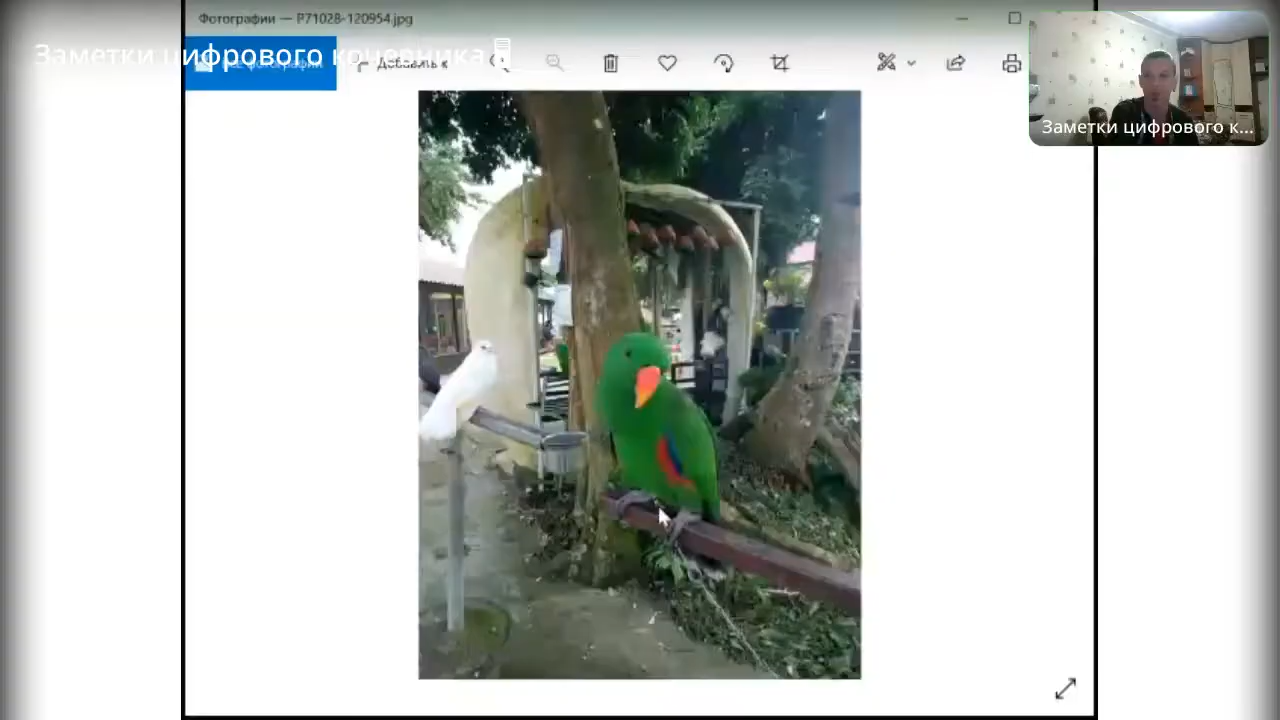 Фотографии — P71028-120954.jpg
Заметки цифрового кочевника
Добавить к
Заметки цифрового к...